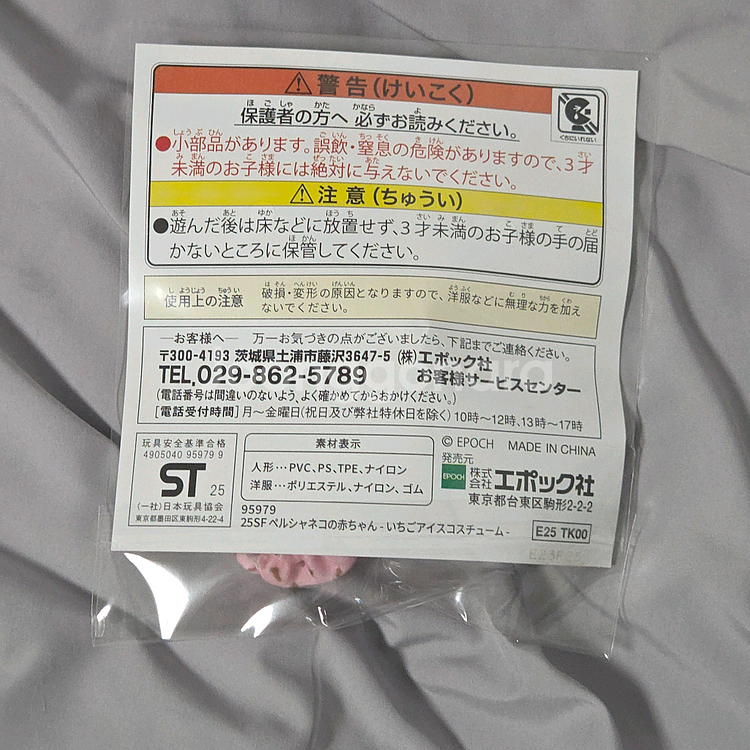 ⚠警告(けいこく)
保護者の方へ 必ずお読みください。
くちにいれない
●小部品があります。誤飲・窒息の危険がありますので、3才
未満のお子様には絶対に与えないでください。
⚠注意(ちゅうい)
●遊んだ後は床などに放置せず、3才未満のお子様の手の届
かないところに保管してください。
使用上の注意
破損・変形の原因となりますので、洋服などに無理な力を加え
ないでください。
―お客様へ― 万一お気づきの点がございましたら、下記までご連絡ください。
〒300-4193 茨城県土浦市藤沢3647-5 (株)エポック社
TEL.029-862-5789 お客様サービスセンター
(電話番号は間違いのないよう、よく確かめてからおかけください。)
[電話受付時間]月~金曜日(祝日及び弊社特休日を除く)10時~12時、13時~17時
玩具安全基準合格
4905040 95979 9
ST 25
(一社)日本玩具協会
東京都墨田区東駒形4-22-4
素材表示
人形…PVC、PS、TPE、ナイロン
洋服…ポリエステル、ナイロン、ゴム
© EPOCH MADE IN CHINA
発売元
EPOCH 株式会社エポック社
東京都台東区駒形2-2-2
95979
25SF ペルシャネコの赤ちゃん-いちごアイスコスチューム-
E25 TK00